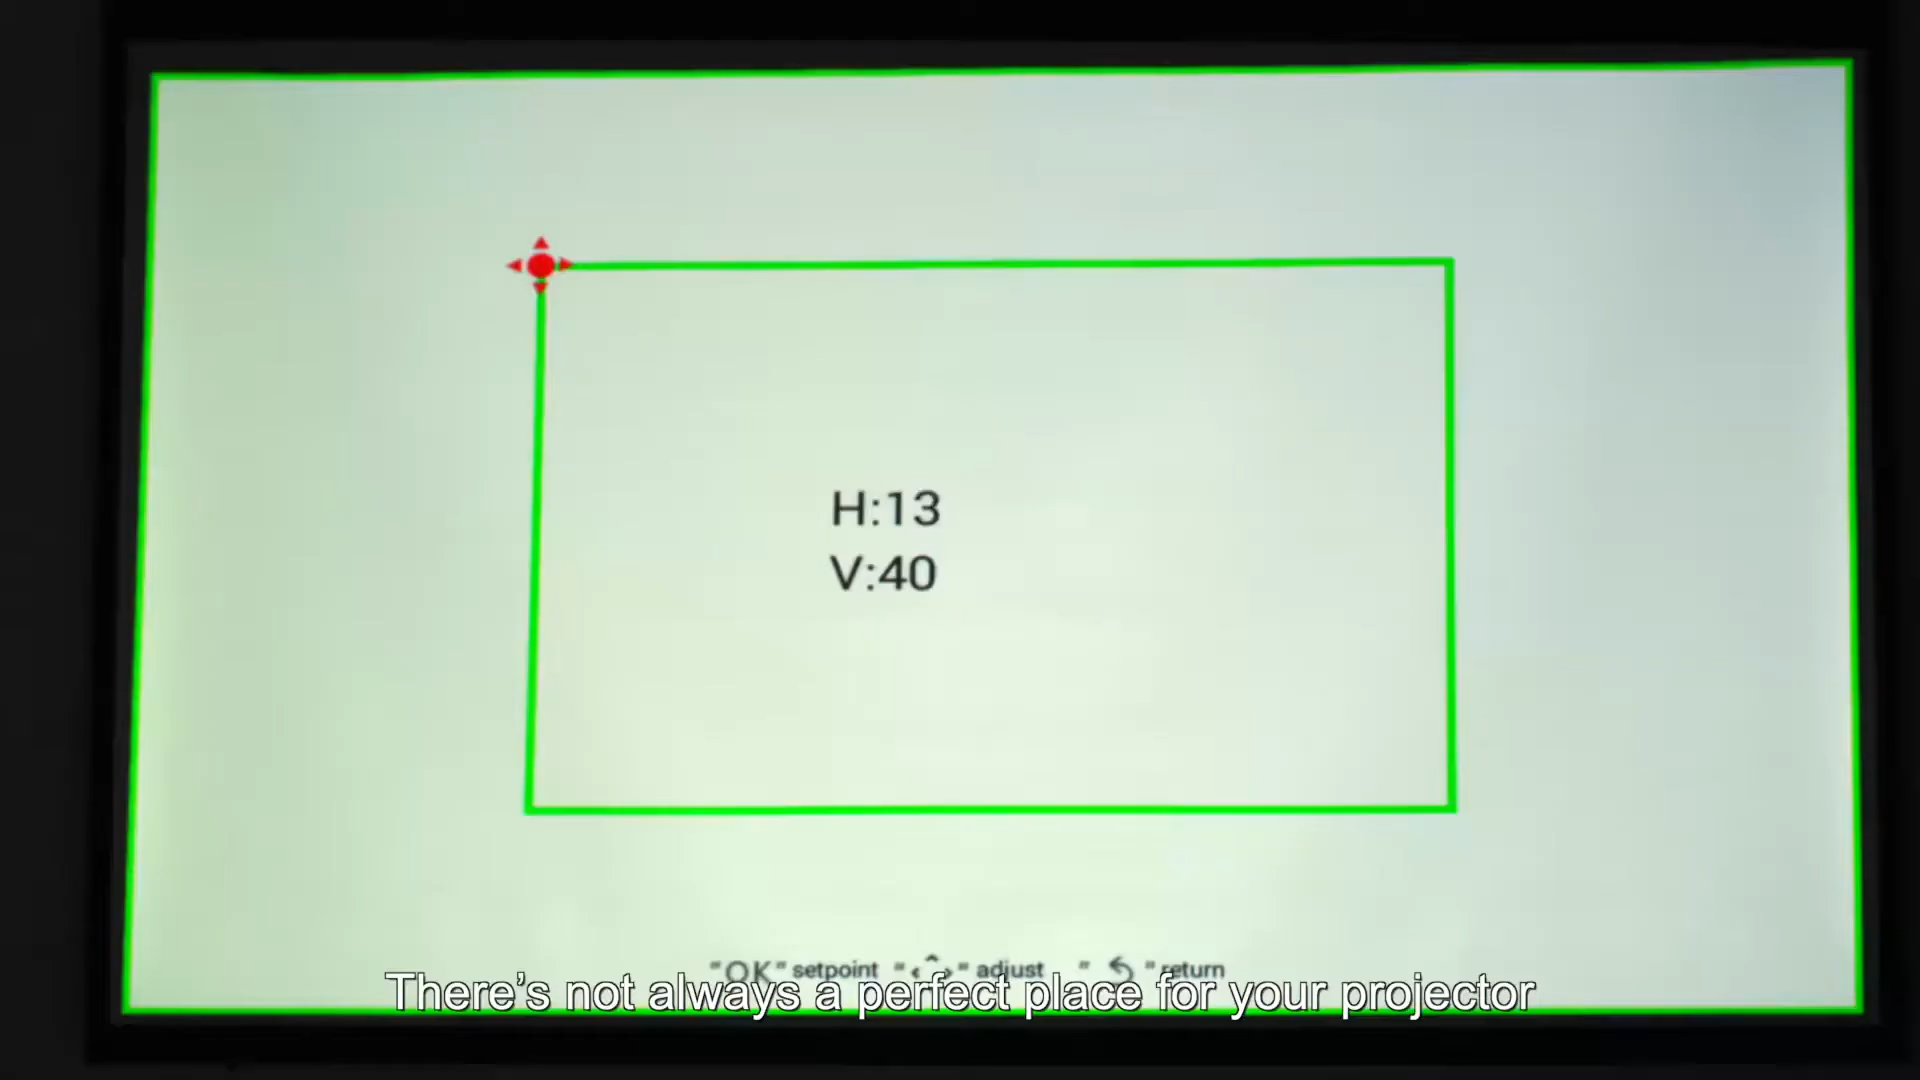 H:13
V:40
"OK" setpoint " " adjust " " return
There's not always a perfect place for your projector